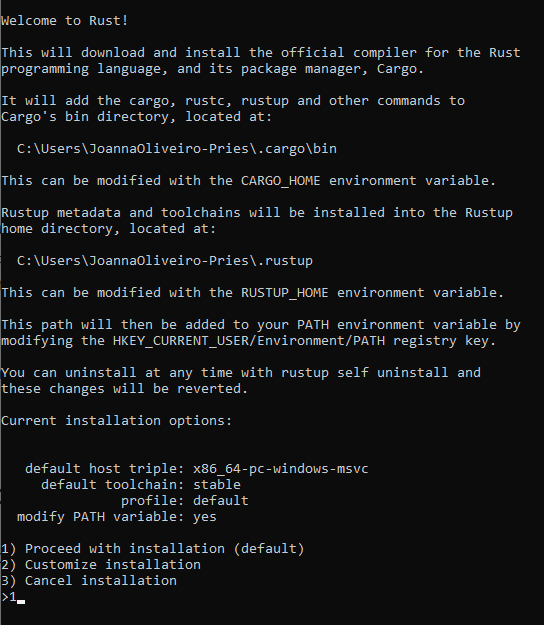 Welcome to Rust!
This will download and install the official compiler for the Rust
programming language, and its package manager, Cargo.
It will add the cargo, rustc, rustup and other commands to
Cargo's bin directory, located at:
C:\Users\JoannaOliveiro-Pries\.cargo\bin
This can be modified with the CARGO_HOME environment variable.
Rustup metadata and toolchains will be installed into the Rustup
home directory, located at:
C:\Users\JoannaOliveiro-Pries\.rustup
This can be modified with the RUSTUP_HOME environment variable.
This path will then be added to your PATH environment variable by
modifying the HKEY_CURRENT_USER/Environment/PATH registry key.
You can uninstall at any time with rustup self uninstall and
these changes will be reverted.
Current installation options:
default host triple: x86_64-pc-windows-msvc
default toolchain: stable
profile: default
modify PATH variable: yes
1) Proceed with installation (default)
2) Customize installation
3) Cancel installation
>1